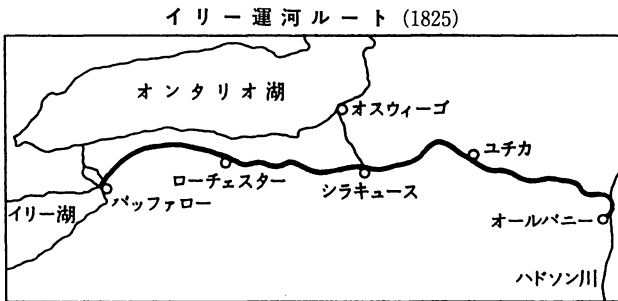 イリー運河ルート (1825)
オンタリオ湖
オスウィーゴ
ユチカ
ローチェスター
シラキュース
イリー湖
バッファロー
オールバニー
ハドソン川